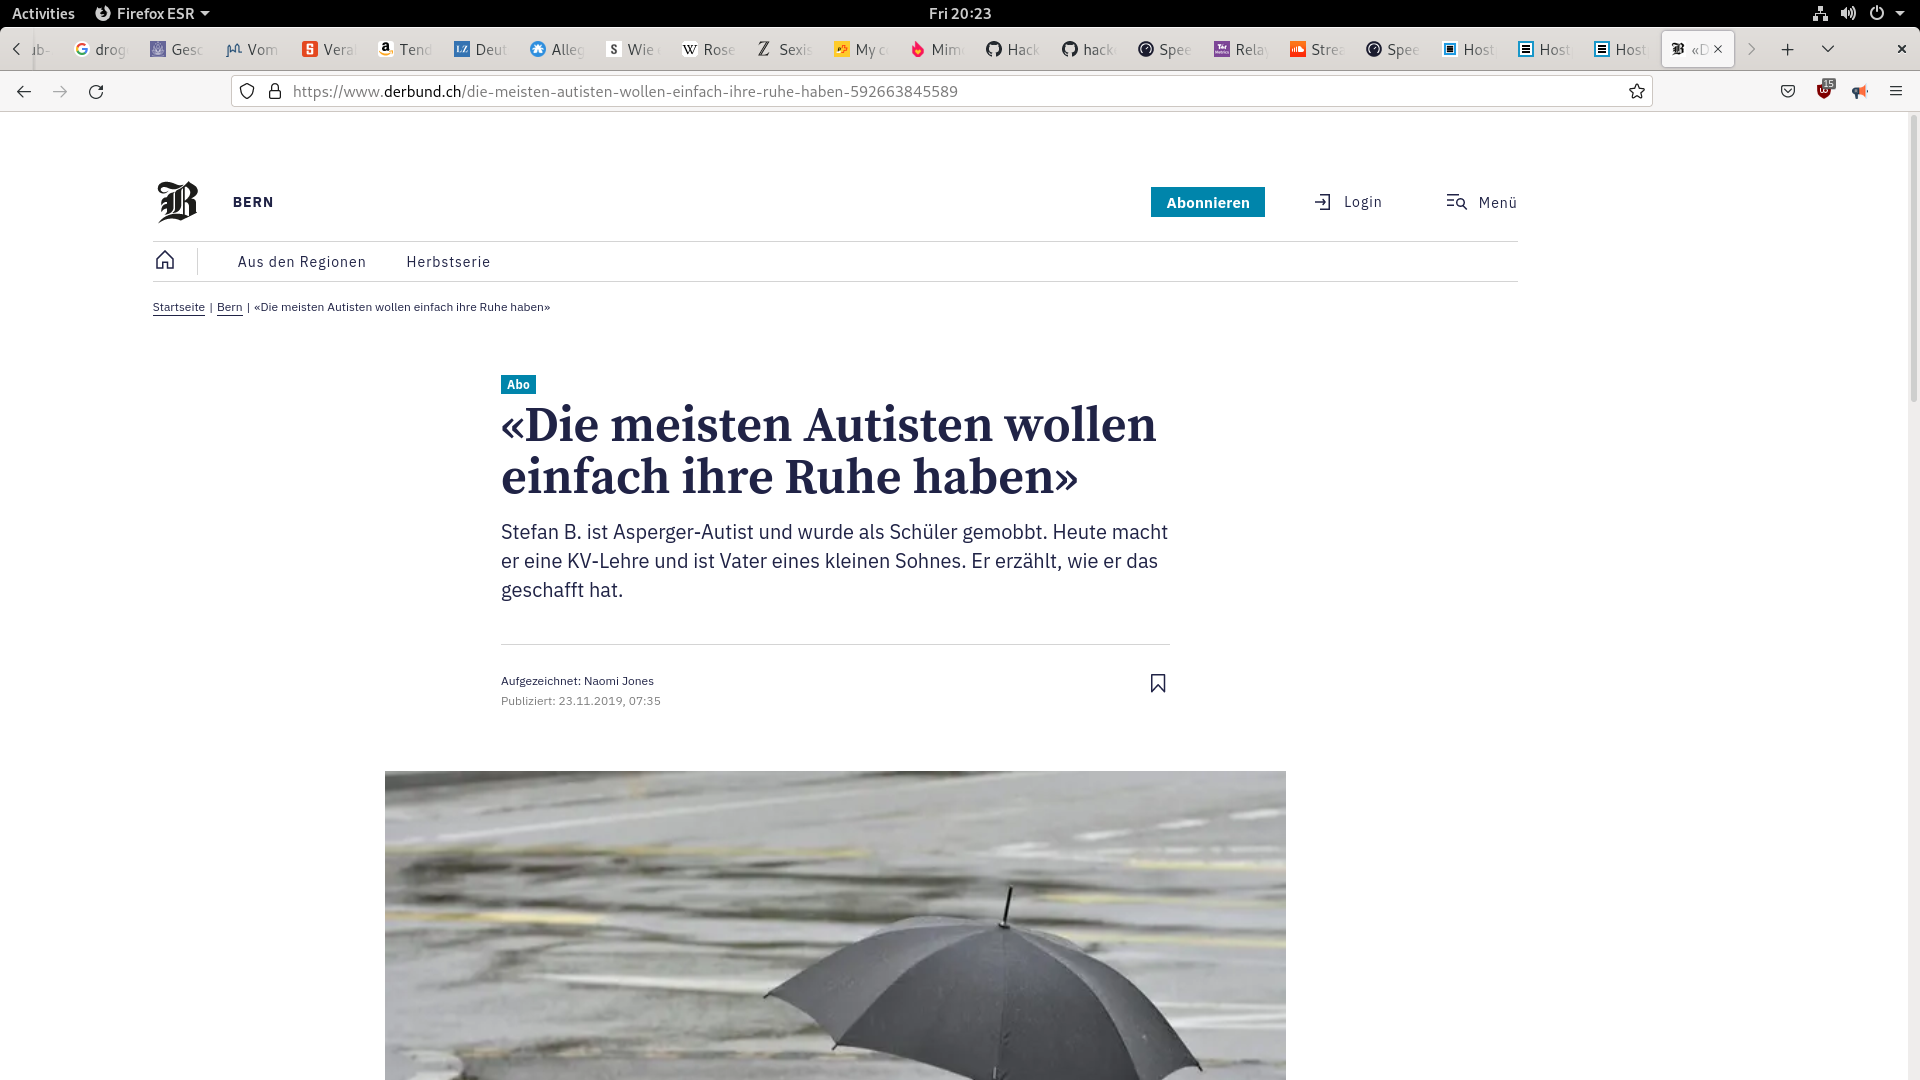 Activities Firefox ESR Fri 20:23
ub- drog Gesc Vom Vera Tend Deut Alleg Wie Rose Sexis My c Mim Hack hack Spee Rela Strea Spee Host Host Host «D
https://www.derbund.ch/die-meisten-autisten-wollen-einfach-ihre-ruhe-haben-592663845589
15
B BERN Abonnieren Login Menü
Aus den Regionen Herbstserie
Startseite | Bern | «Die meisten Autisten wollen einfach ihre Ruhe haben»
Abo
«Die meisten Autisten wollen
einfach ihre Ruhe haben»
Stefan B. ist Asperger-Autist und wurde als Schüler gemobbt. Heute macht
er eine KV-Lehre und ist Vater eines kleinen Sohnes. Er erzählt, wie er das
geschafft hat.
Aufgezeichnet: Naomi Jones
Publiziert: 23.11.2019, 07:35